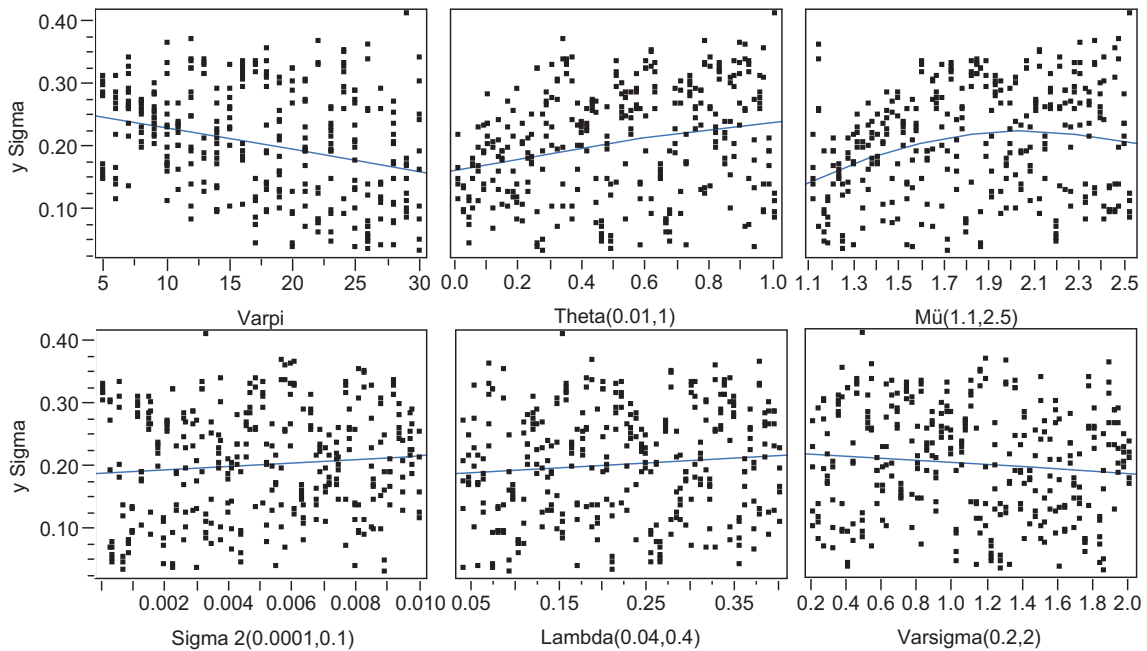 0.40
0.30
0.20
0.10
y Sigma
5 10 15 20 25 30
Varpi
0.0 0.2 0.4 0.6 0.8 1.0
Theta(0.01,1)
1.1 1.3 1.5 1.7 1.9 2.1 2.3 2.5
Mü(1.1,2.5)
0.40
0.30
0.20
0.10
y Sigma
0.002 0.004 0.006 0.008 0.010
Sigma 2(0.0001,0.1)
0.05 0.15 0.25 0.35
Lambda(0.04,0.4)
0.2 0.4 0.6 0.8 1.0 1.2 1.4 1.6 1.8 2.0
Varsigma(0.2,2)